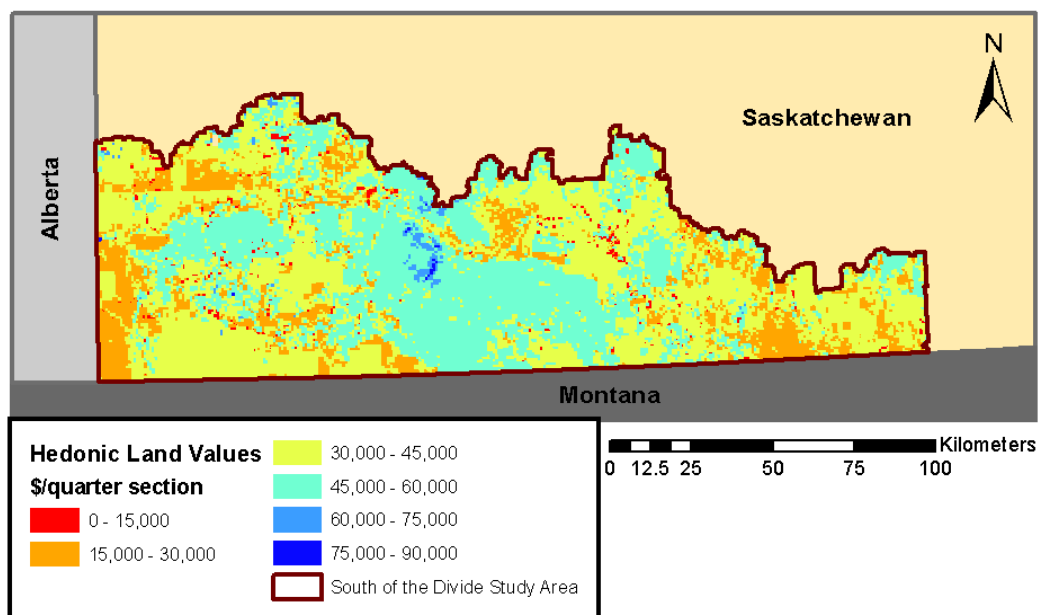 N
Saskatchewan
Alberta
Montana
Hedonic Land Values
$/quarter section
0 - 15,000
15,000 - 30,000
30,000 - 45,000
45,000 - 60,000
60,000 - 75,000
75,000 - 90,000
South of the Divide Study Area
Kilometers
0 12.5 25 50 75 100